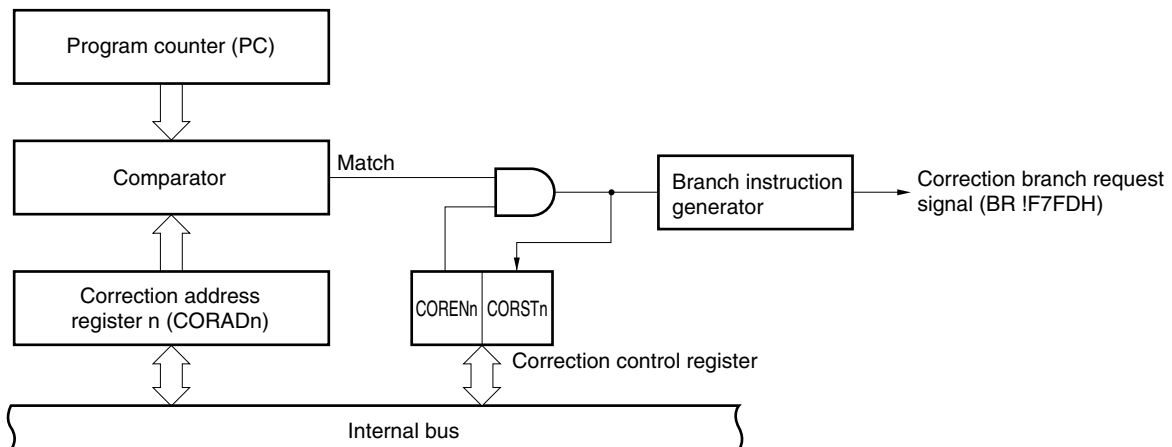 Program counter (PC)
Comparator
Match
Branch instruction
generator
Correction branch request
signal (BR !F7FDH)
Correction address
register n (CORADn)
CORENn
CORSTn
Correction control register
Internal bus